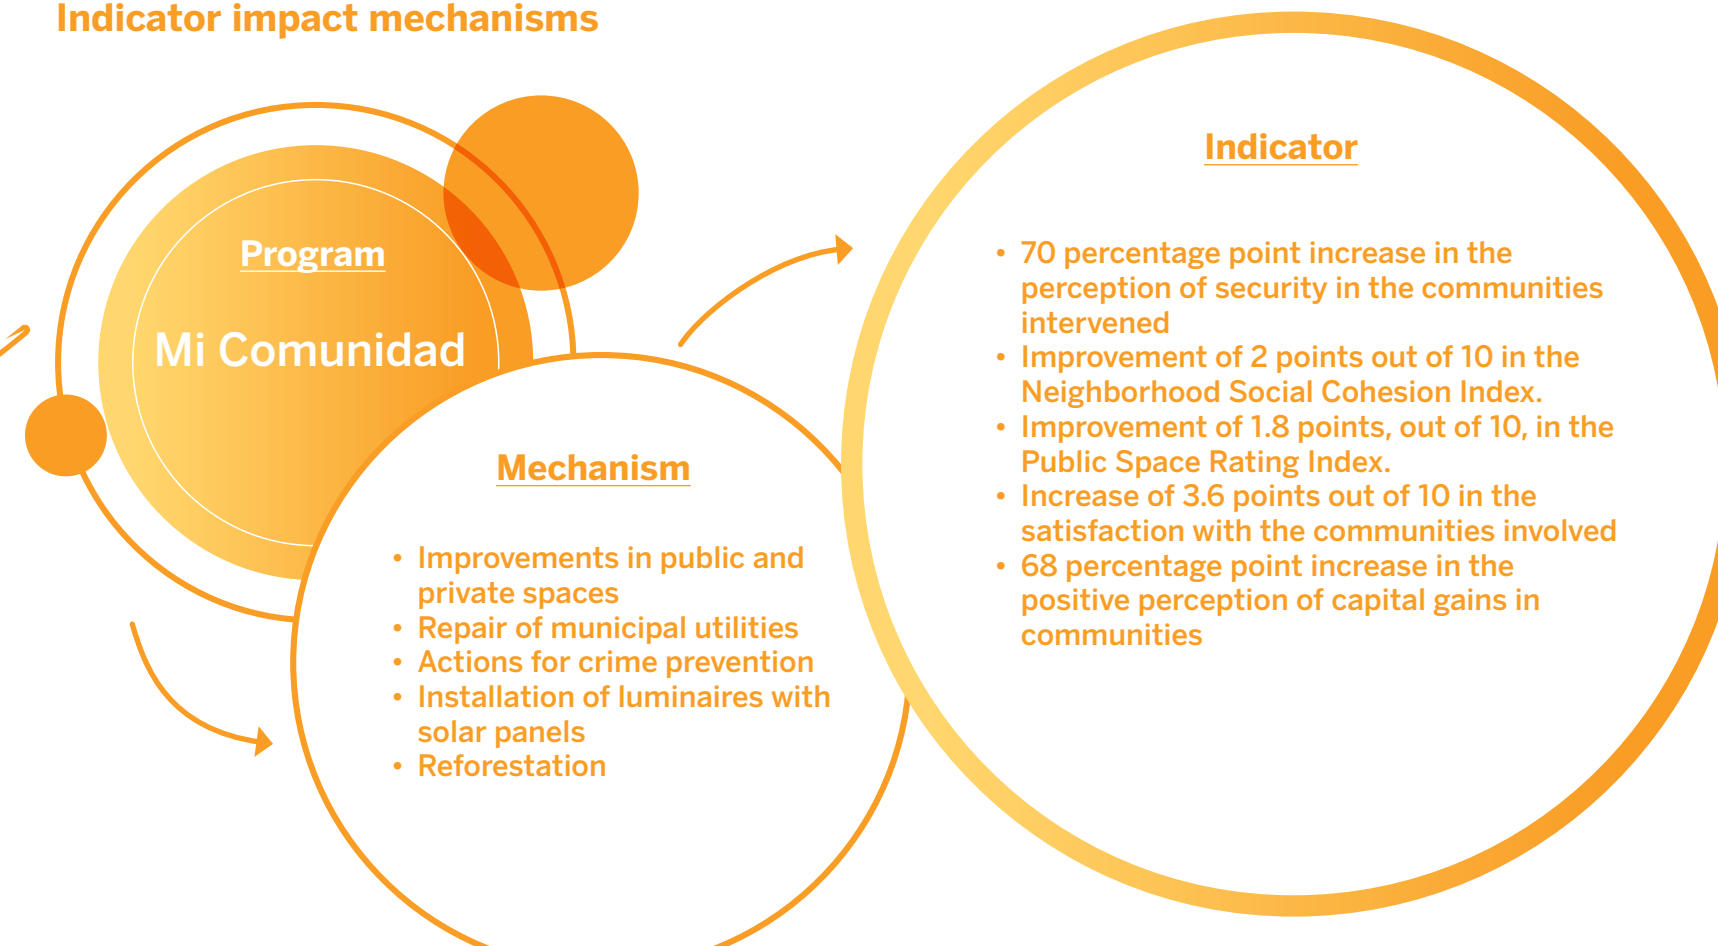 Indicator impact mechanisms
Program
Mi Comunidad
Mechanism
• Improvements in public and
private spaces
• Repair of municipal utilities
• Actions for crime prevention
• Installation of luminaires with
solar panels
• Reforestation
Indicator
• 70 percentage point increase in the
perception of security in the communities
intervened
• Improvement of 2 points out of 10 in the
Neighborhood Social Cohesion Index.
• Improvement of 1.8 points, out of 10, in the
Public Space Rating Index.
• Increase of 3.6 points out of 10 in the
satisfaction with the communities involved
• 68 percentage point increase in the
positive perception of capital gains in
communities